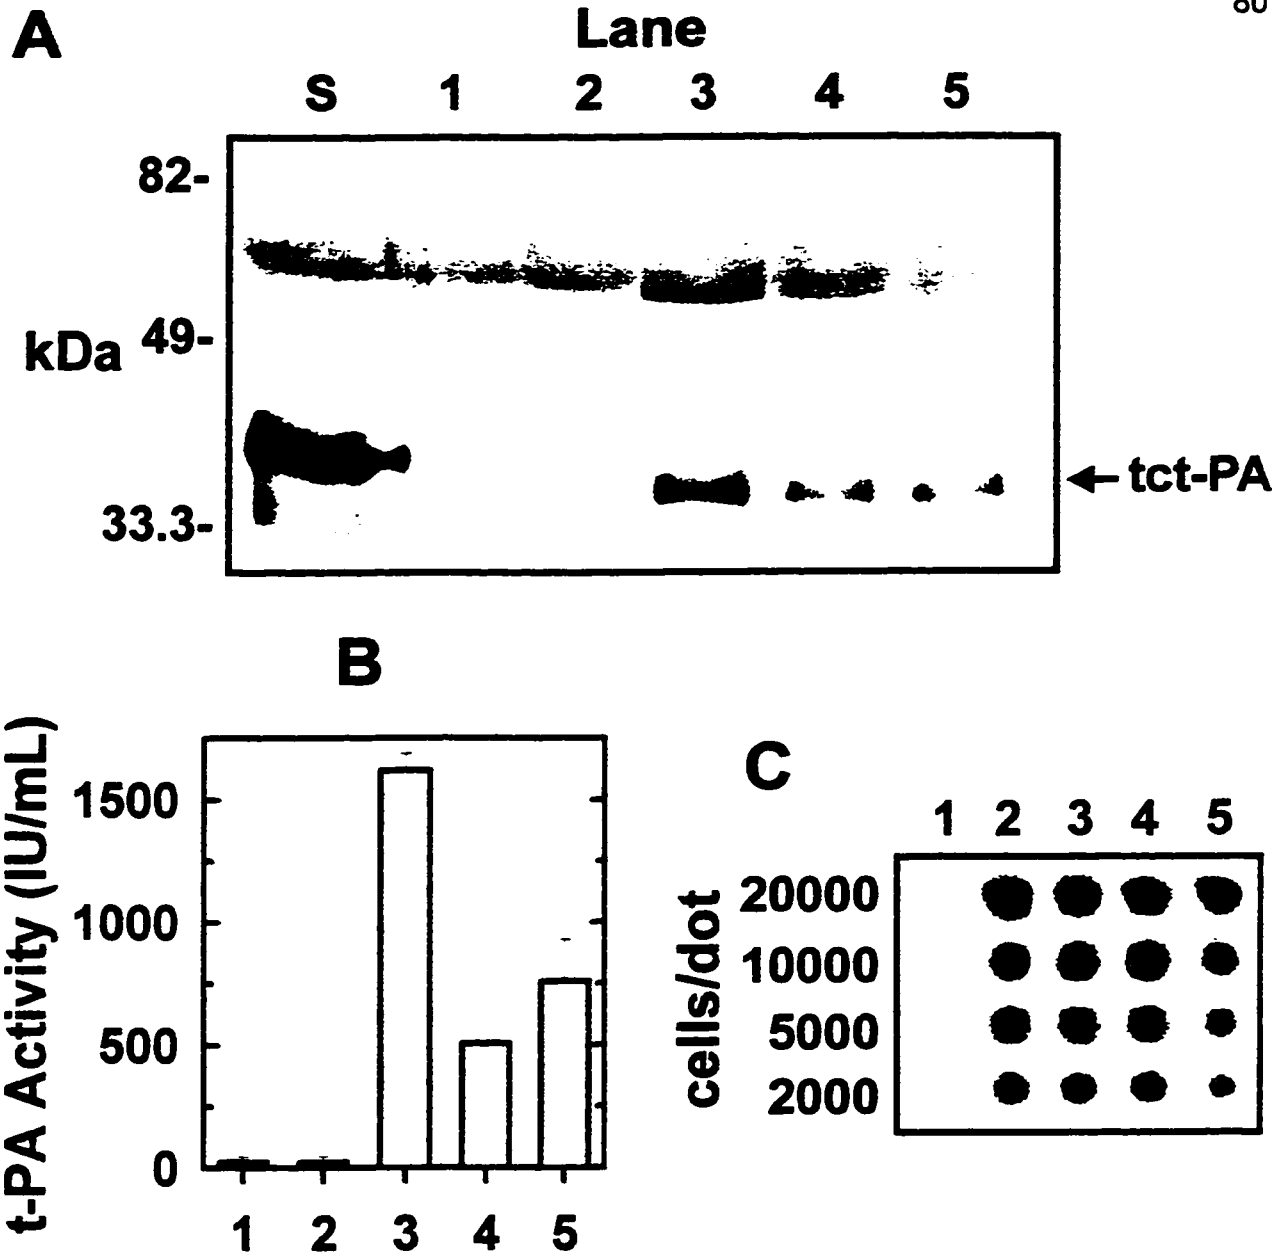 A
Lane
S 1 2 3 4 5
82-
kDa 49-
33.3-
tct-PA
B
t-PA Activity (IU/mL)
1500
1000
500
0
1 2 3 4 5
C
1 2 3 4 5
cells/dot
20000
10000
5000
2000